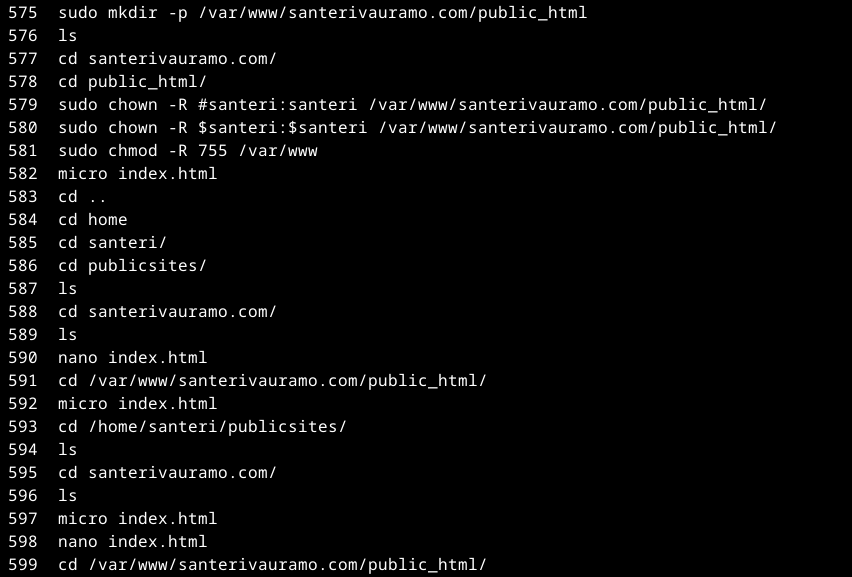 575 sudo mkdir -p /var/www/santerivauramo.com/public_html
576 ls
577 cd santerivauramo.com/
578 cd public_html/
579 sudo chown -R #santeri:santeri /var/www/santerivauramo.com/public_html/
580 sudo chown -R $santeri:$santeri /var/www/santerivauramo.com/public_html/
581 sudo chmod -R 755 /var/www
582 micro index.html
583 cd ..
584 cd home
585 cd santeri/
586 cd publicsites/
587 ls
588 cd santerivauramo.com/
589 ls
590 nano index.html
591 cd /var/www/santerivauramo.com/public_html/
592 micro index.html
593 cd /home/santeri/publicsites/
594 ls
595 cd santerivauramo.com/
596 ls
597 micro index.html
598 nano index.html
599 cd /var/www/santerivauramo.com/public_html/